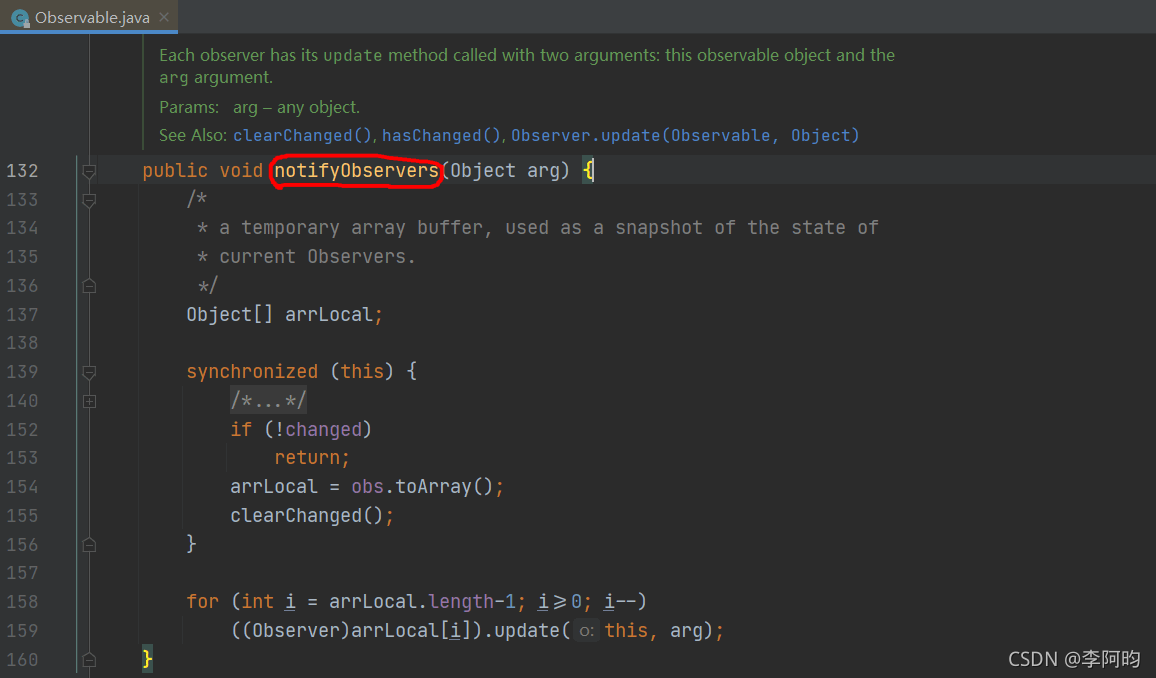 Observable.java
Each observer has its update method called with two arguments: this observable object and the
arg argument.
Params: arg – any object.
See Also: clearChanged(), hasChanged(), Observer.update(Observable, Object)
132 public void notifyObservers(Object arg) {
133 /*
134 * a temporary array buffer, used as a snapshot of the state of
135 * current Observers.
136 */
137 Object[] arrLocal;
138
139 synchronized (this) {
140 /*...*/
152 if (!changed)
153 return;
154 arrLocal = obs.toArray();
155 clearChanged();
156 }
157
158 for (int i = arrLocal.length-1; i>=0; i--)
159 ((Observer)arrLocal[i]).update( o: this, arg);
160 }
CSDN @李阿昀